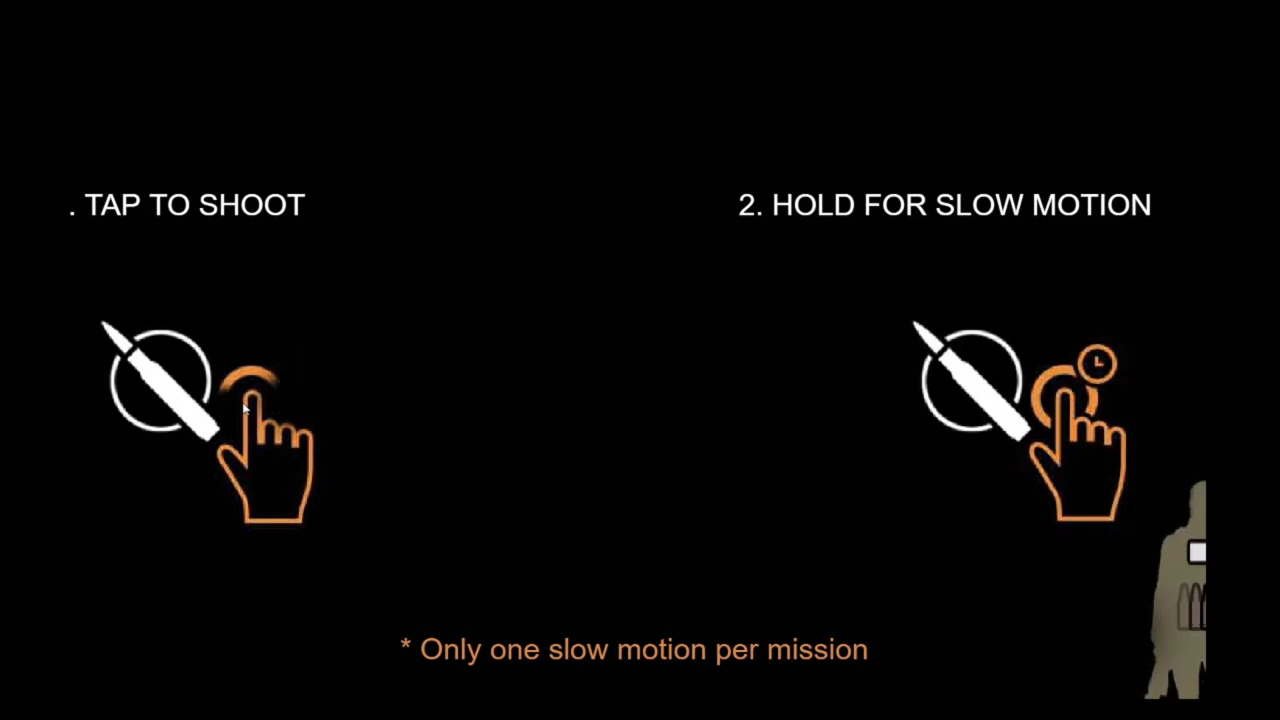 . TAP TO SHOOT
2. HOLD FOR SLOW MOTION
* Only one slow motion per mission